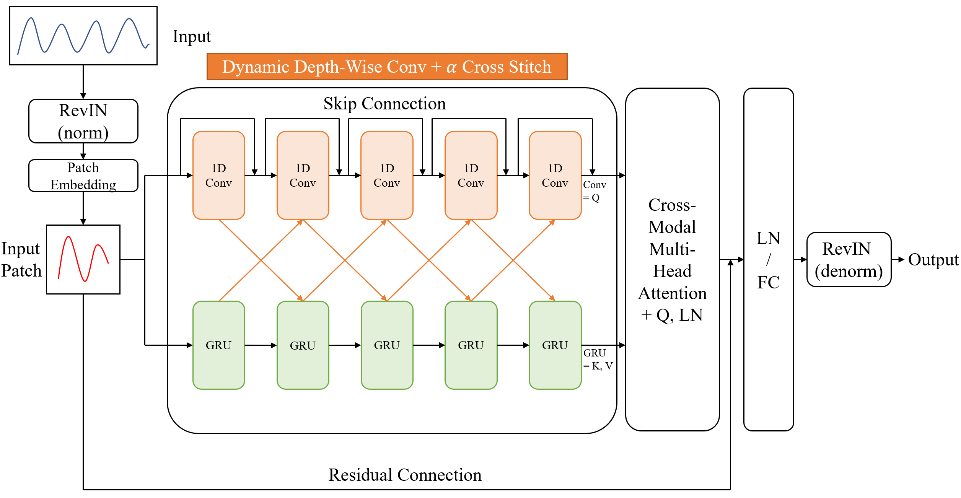 Input
Dynamic Depth-Wise Conv + α Cross Stitch
RevIN
(norm)
Skip Connection
Patch
Embedding
1D
Conv
1D
Conv
1D
Conv
1D
Conv
1D
Conv
Conv
= Q
Input
Patch
Cross-
Modal
Multi-
Head
Attention
+ Q, LN
LN
/
FC
RevIN
(denorm)
Output
GRU
GRU
GRU
GRU
GRU
GRU
= K, V
Residual Connection